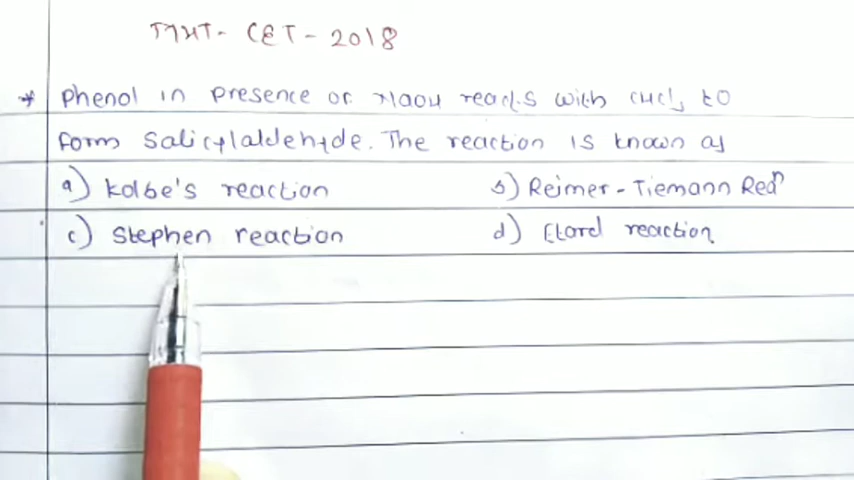 MHT- CET - 2018
* Phenol in presence of NaOH reacts with CHCl3 to
form Salicylaldehyde. The reaction is known as
a) kolbe's reaction b) Reimer - Tiemann Rean
c) Stephen reaction d) Etard reaction